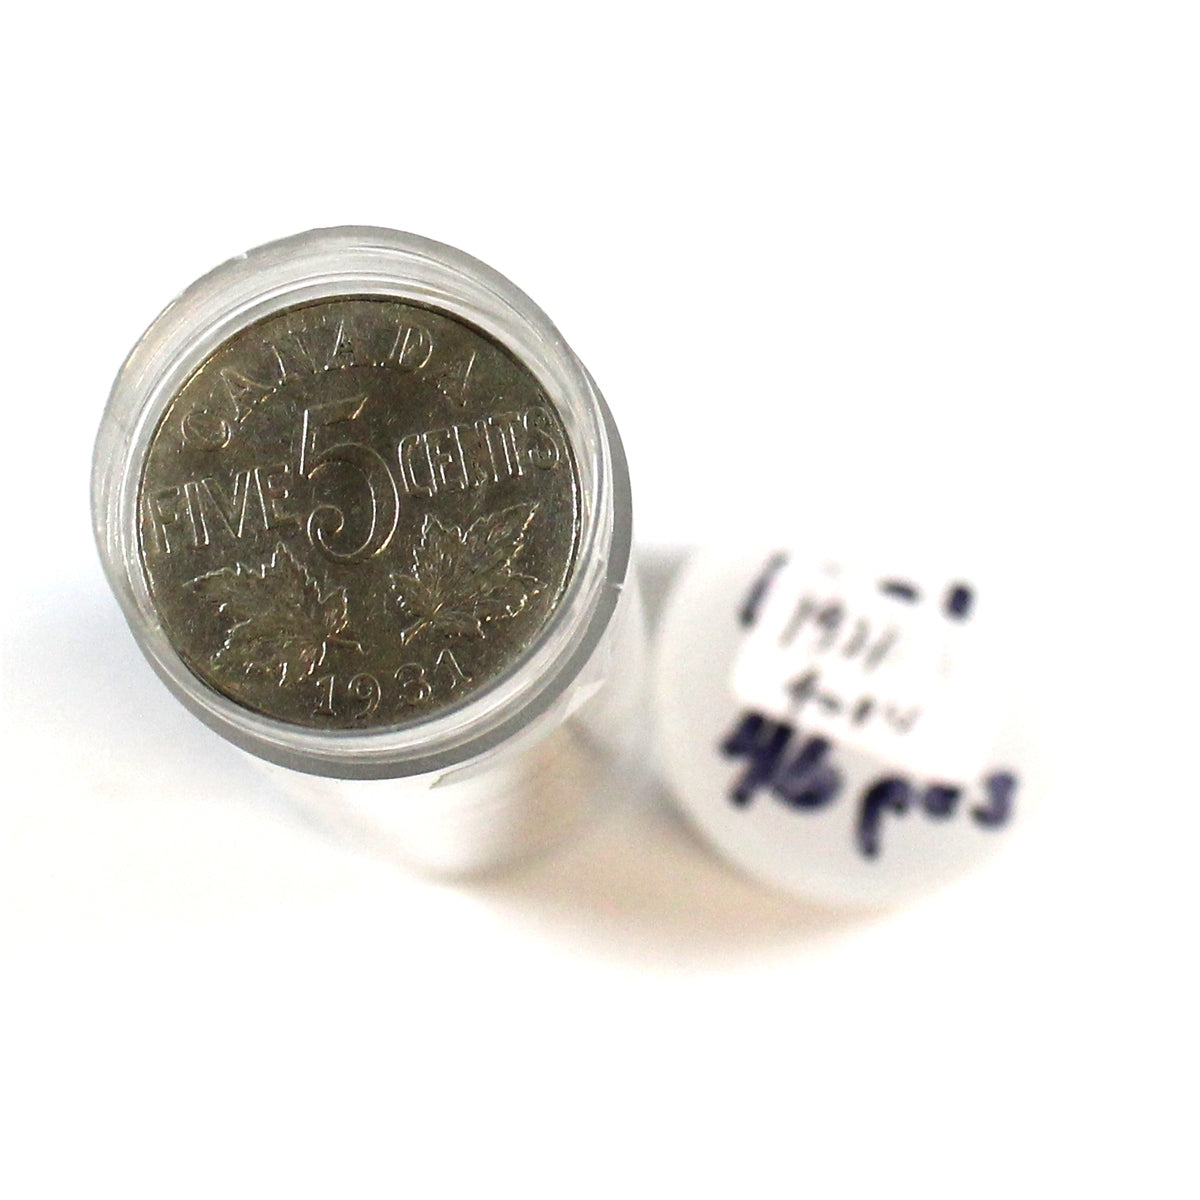 CANADA
FIVE 5 CENTS
1931
1931
46 pcs